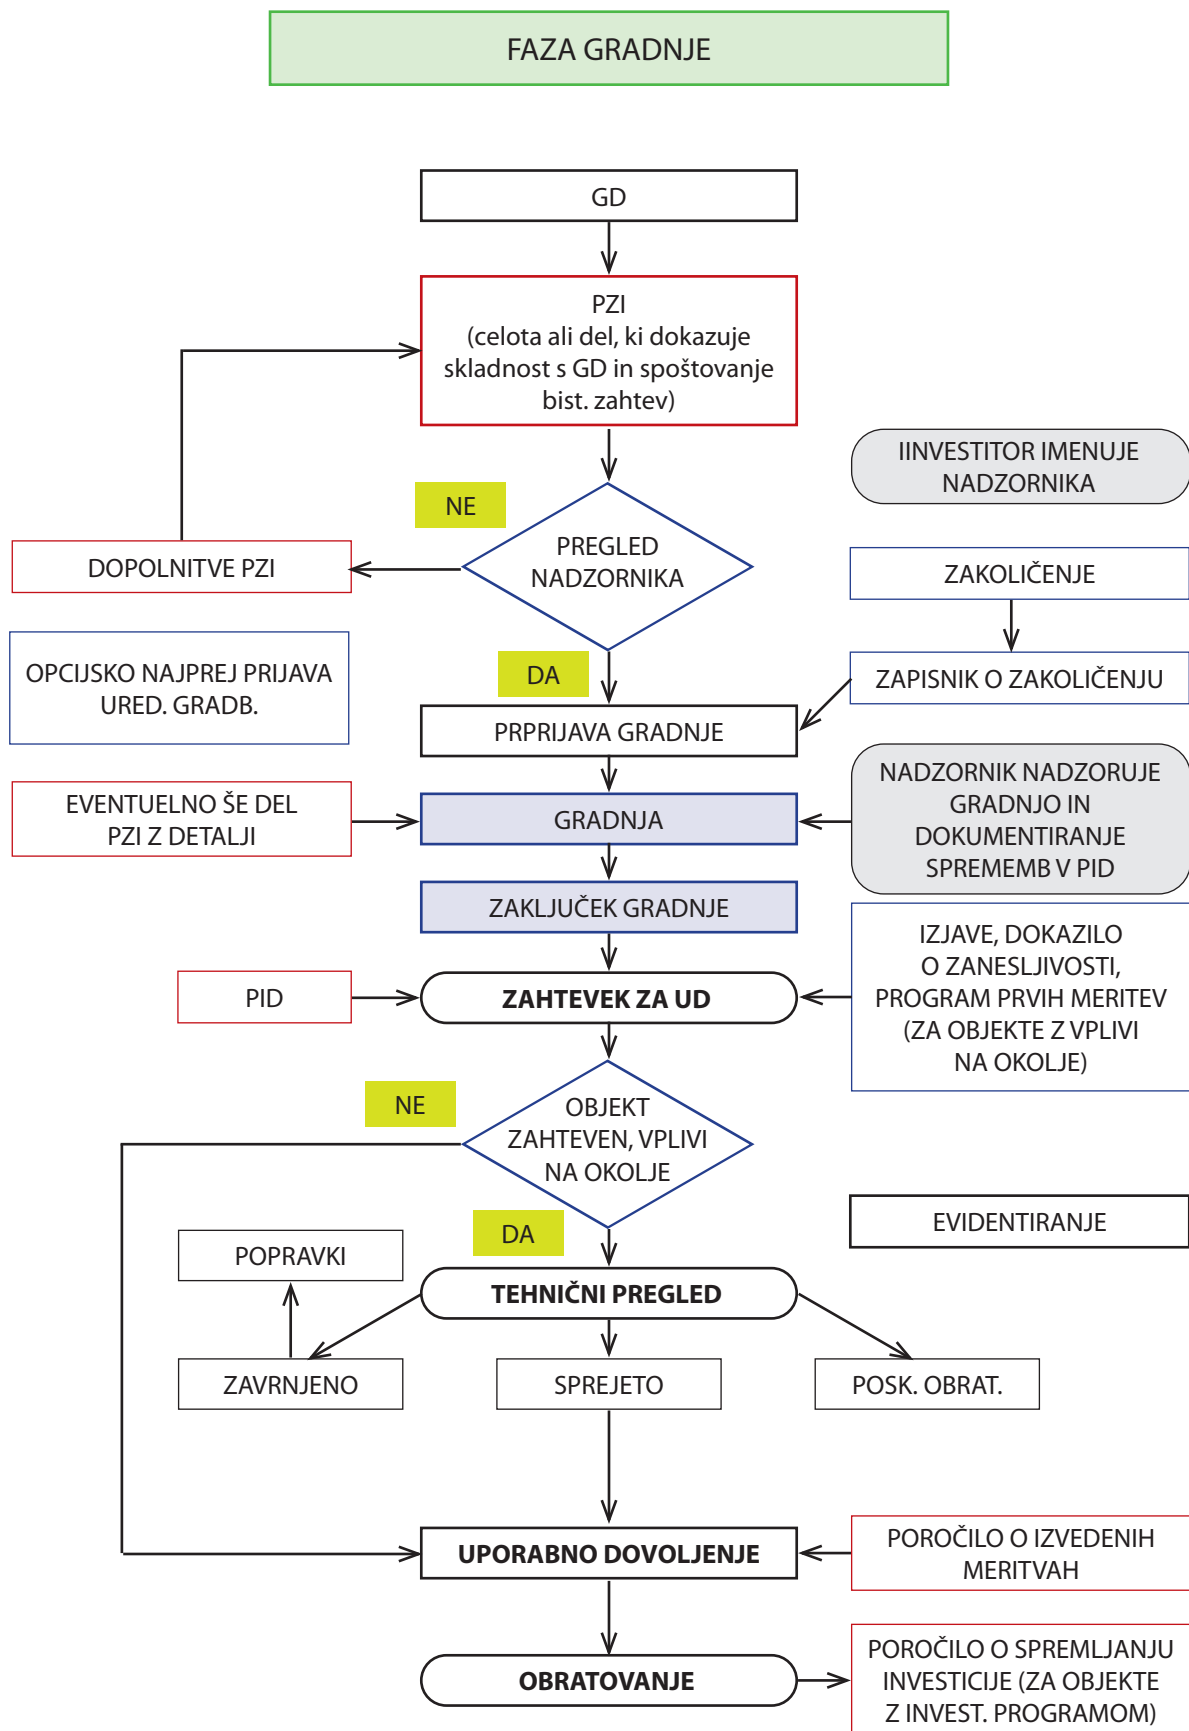 FAZA GRADNJE
GD
PZI
(celota ali del, ki dokazuje
skladnost s GD in spoštovanje
bist. zahtev)
IINVESTITOR IMENUJE
NADZORNIKA
NE
PREGLED
NADZORNIKA
DOPOLNITVE PZI
ZAKOLIČENJE
OPCIJSKO NAJPREJ PRIJAVA
URED. GRADB.
DA
ZAPISNIK O ZAKOLIČENJU
PRPRIJAVA GRADNJE
EVENTUELNO ŠE DEL
PZI Z DETALJI
GRADNJA
NADZORNIK NADZORUJE
GRADNJO IN
DOKUMENTIRANJE
SPREMEMB V PID
ZAKLJUČEK GRADNJE
IZJAVE, DOKAZILO
O ZANESLJIVOSTI,
PROGRAM PRVIH MERITEV
(ZA OBJEKTE Z VPLIVI
NA OKOLJE)
PID
ZAHTEVEK ZA UD
NE
OBJEKT
ZAHTEVEN, VPLIVI
NA OKOLJE
DA
EVIDENTIRANJE
POPRAVKI
TEHNIČNI PREGLED
ZAVRNJENO
SPREJETO
POSK. OBRAT.
UPORABNO DOVOLJENJE
POROČILO O IZVEDENIH
MERITVAH
OBRATOVANJE
POROČILO O SPREMLJANJU
INVESTICIJE (ZA OBJEKTE
Z INVEST. PROGRAMOM)